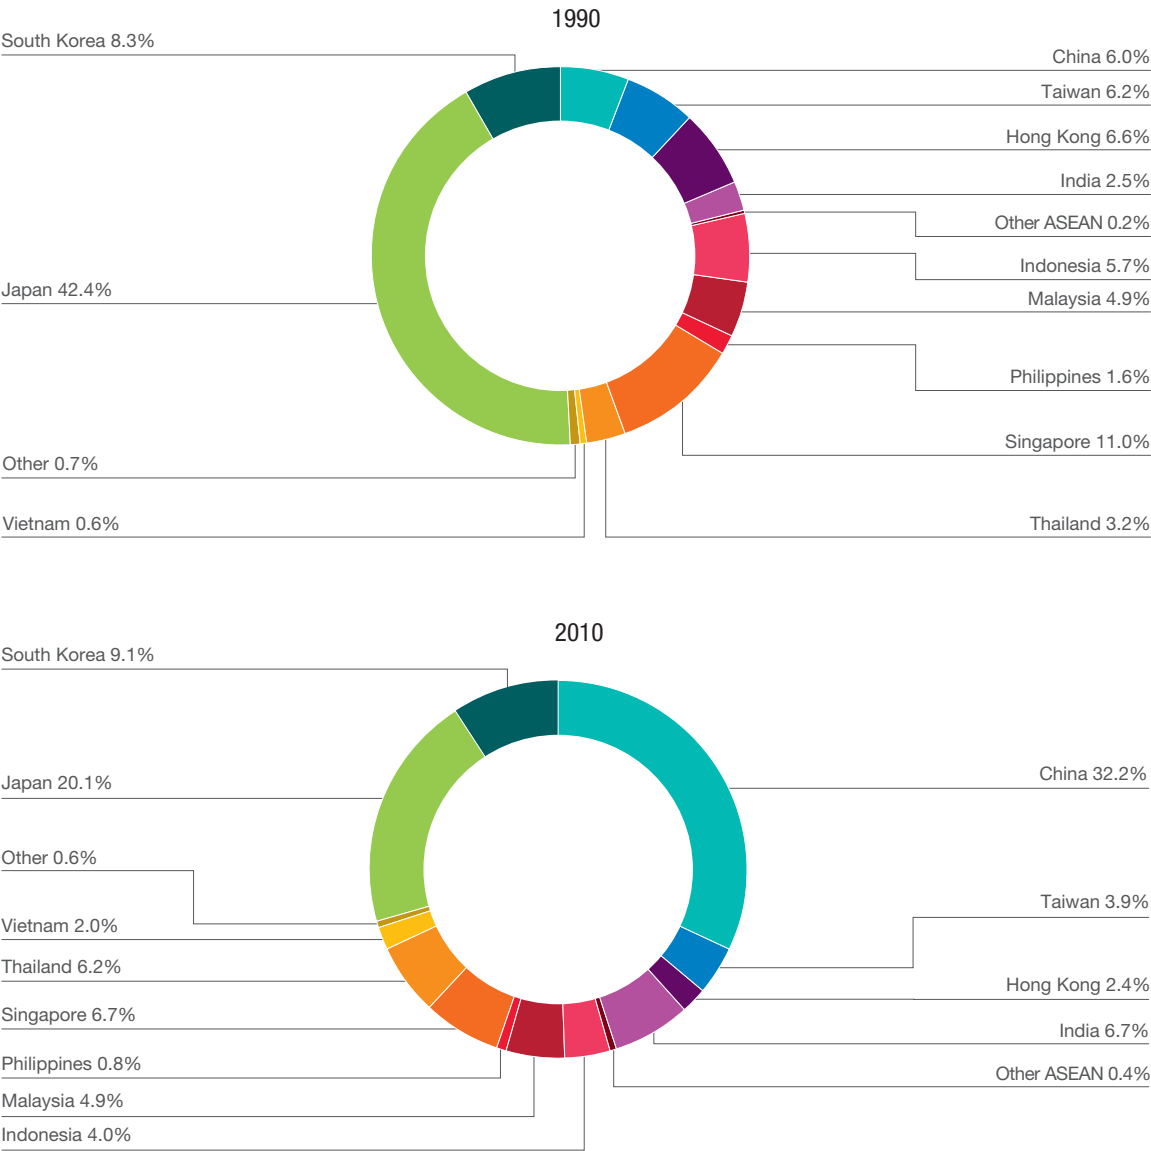 1990
South Korea 8.3%
China 6.0%
Taiwan 6.2%
Hong Kong 6.6%
India 2.5%
Other ASEAN 0.2%
Indonesia 5.7%
Japan 42.4%
Malaysia 4.9%
Philippines 1.6%
Singapore 11.0%
Other 0.7%
Vietnam 0.6%
Thailand 3.2%
2010
South Korea 9.1%
China 32.2%
Japan 20.1%
Other 0.6%
Taiwan 3.9%
Vietnam 2.0%
Thailand 6.2%
Hong Kong 2.4%
Singapore 6.7%
India 6.7%
Philippines 0.8%
Other ASEAN 0.4%
Malaysia 4.9%
Indonesia 4.0%